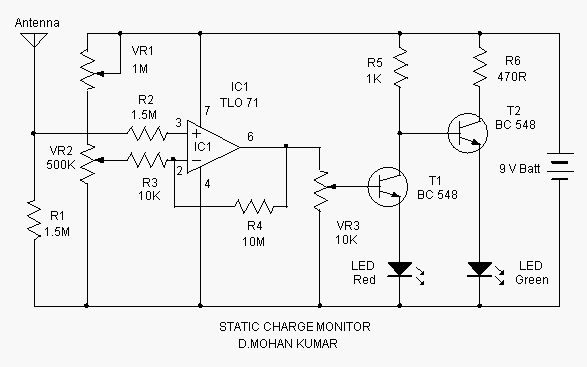 Antenna
VR1
1M
R5
1K
R6
470R
IC1
TLO 71
R2
1.5M
7
T2
BC 548
3
+
IC1
6
VR2
500K
−
2
9 V Batt
R3
10K
4
T1
BC 548
R1
1.5M
R4
10M
VR3
10K
LED
Red
LED
Green
STATIC CHARGE MONITOR
D.MOHAN KUMAR